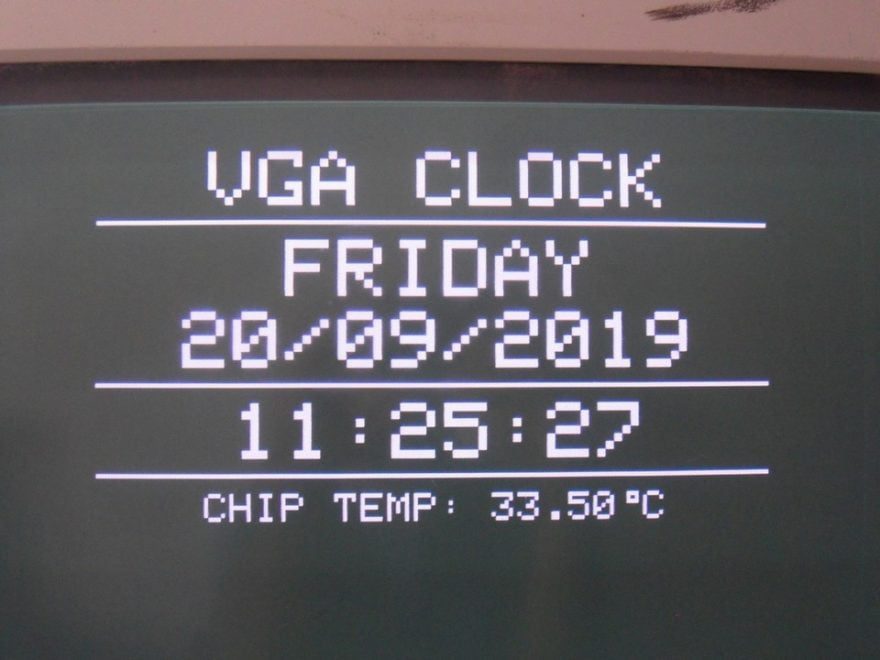 VGA CLOCK
FRIDAY
20/09/2019
11:25:27
CHIP TEMP: 33.50°C